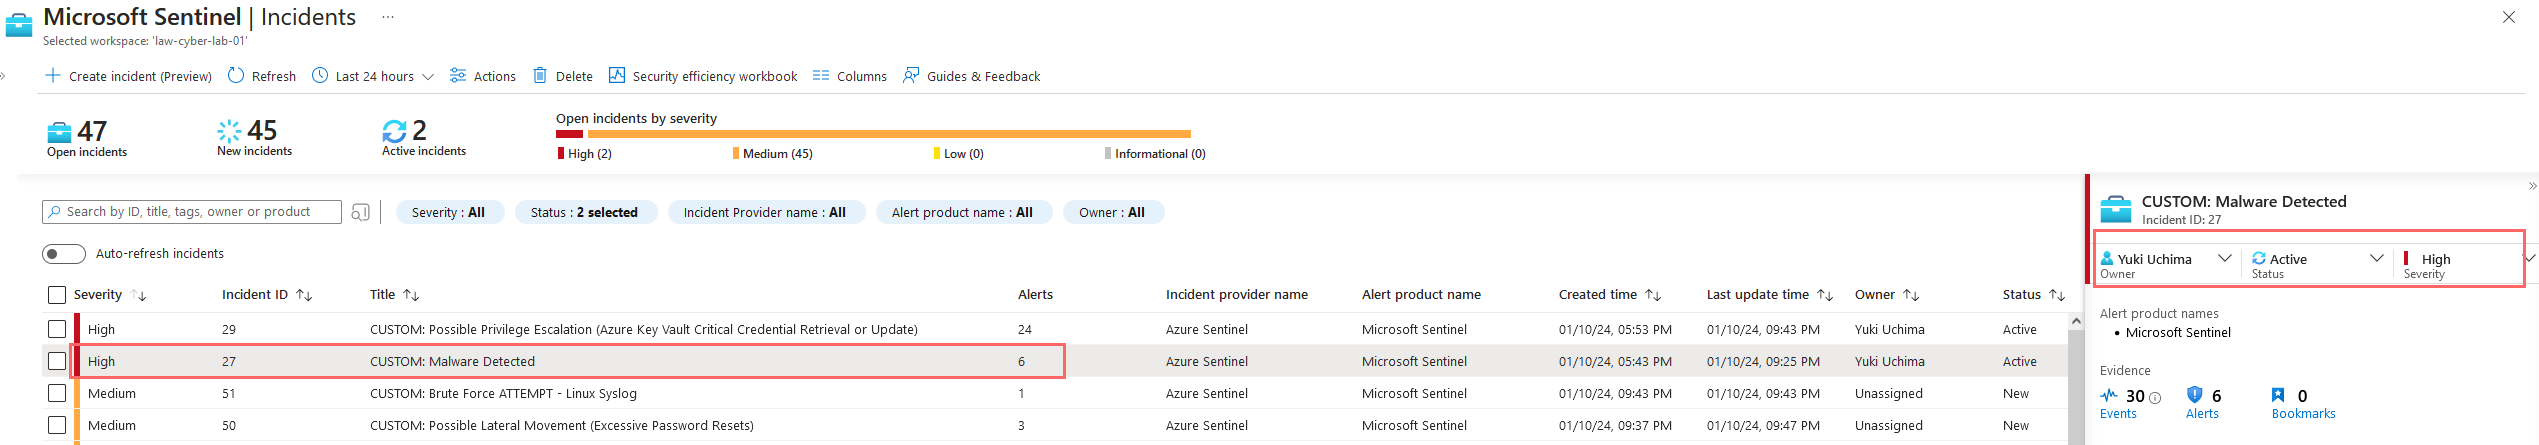 Microsoft Sentinel | Incidents ...
Selected workspace: 'law-cyber-lab-01'
Create incident (Preview) Refresh Last 24 hours Actions Delete Security efficiency workbook Columns Guides & Feedback
47 45 2
Open incidents New incidents Active incidents
Open incidents by severity
High (2) Medium (45) Low (0) Informational (0)
Search by ID, title, tags, owner or product Severity : All Status : 2 selected Incident Provider name : All Alert product name : All Owner : All
Auto-refresh incidents
Severity Incident ID Title Alerts Incident provider name Alert product name Created time Last update time Owner Status
High 29 CUSTOM: Possible Privilege Escalation (Azure Key Vault Critical Credential Retrieval or Update) 24 Azure Sentinel Microsoft Sentinel 01/10/24, 05:53 PM 01/10/24, 09:43 PM Yuki Uchima Active
High 27 CUSTOM: Malware Detected 6 Azure Sentinel Microsoft Sentinel 01/10/24, 05:43 PM 01/10/24, 09:25 PM Yuki Uchima Active
Medium 51 CUSTOM: Brute Force ATTEMPT - Linux Syslog 1 Azure Sentinel Microsoft Sentinel 01/10/24, 09:43 PM 01/10/24, 09:43 PM Unassigned New
Medium 50 CUSTOM: Possible Lateral Movement (Excessive Password Resets) 3 Azure Sentinel Microsoft Sentinel 01/10/24, 09:37 PM 01/10/24, 09:47 PM Unassigned New
CUSTOM: Malware Detected
Incident ID: 27
Yuki Uchima Active High
Owner Status Severity
Alert product names
• Microsoft Sentinel
Evidence
30 6 0
Events Alerts Bookmarks